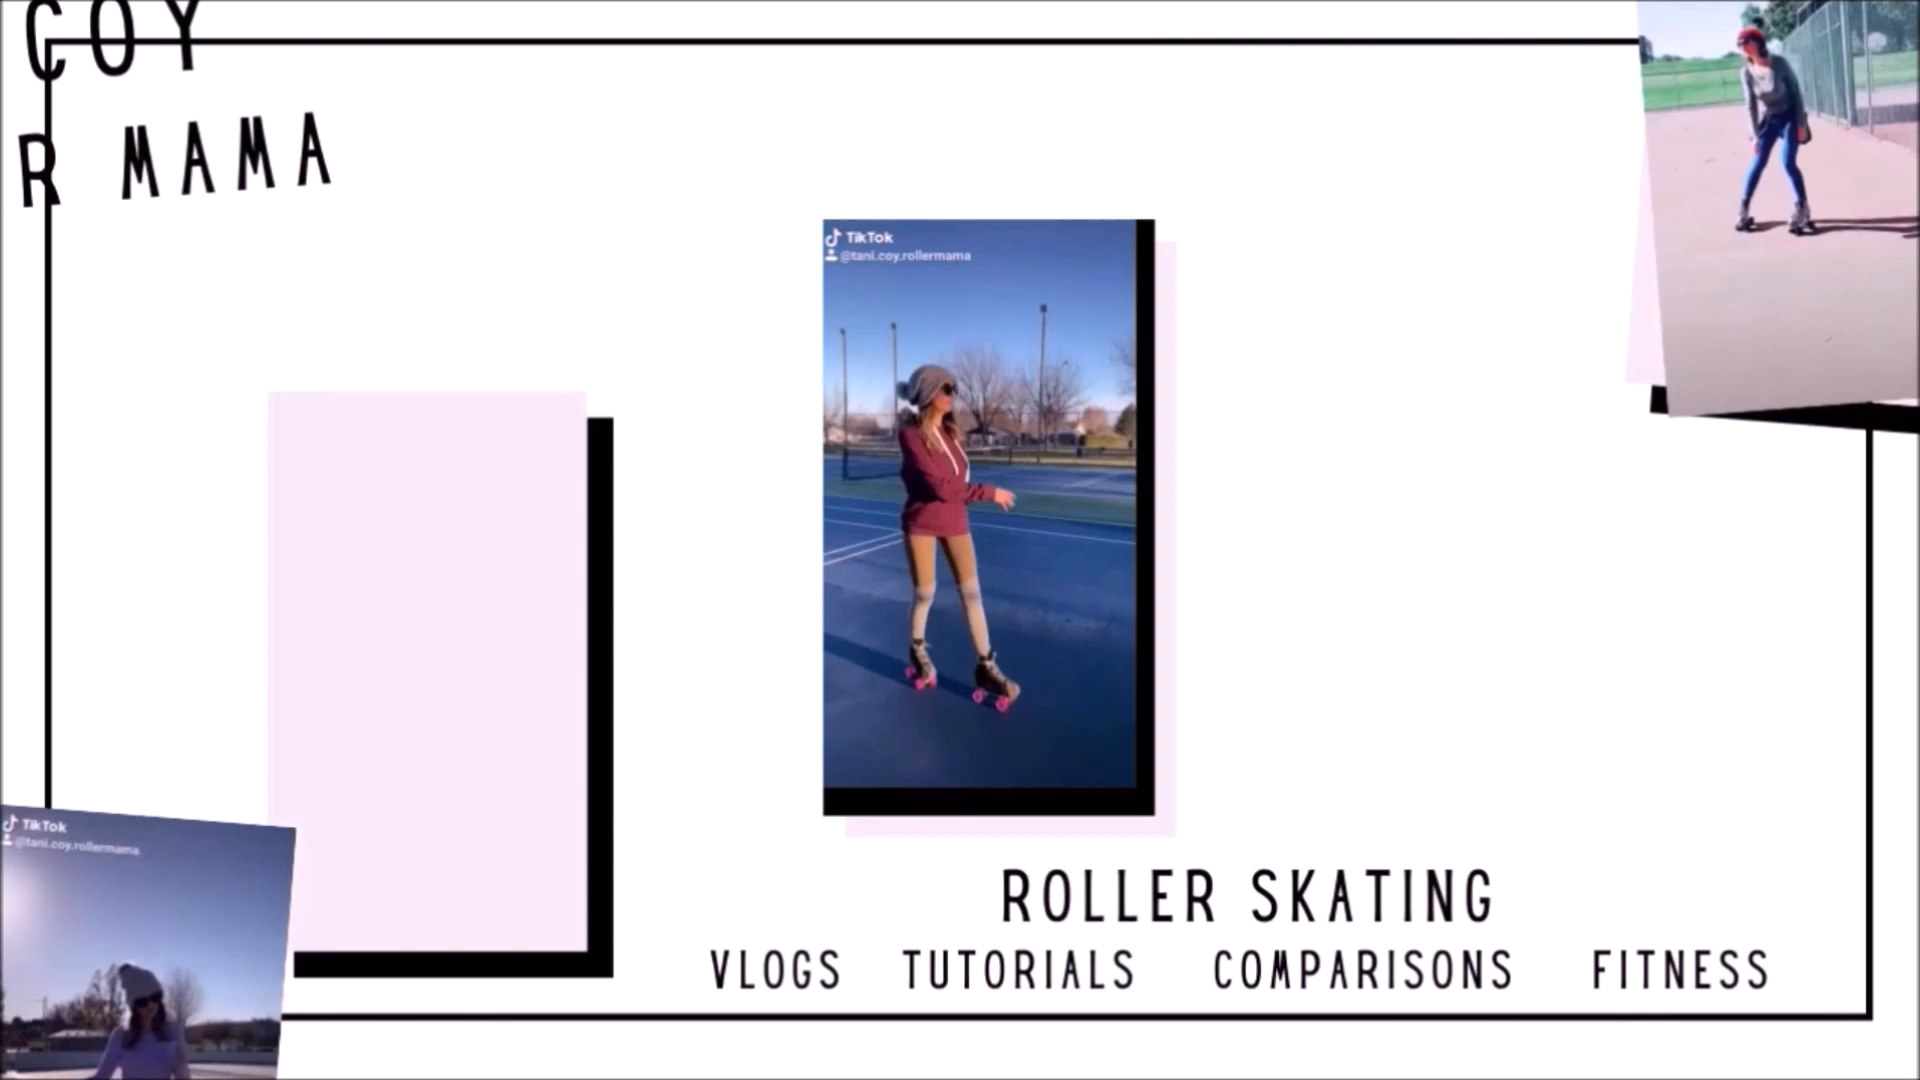 COY
R MAMA
TikTok
@tani.coy.rollermama
TikTok
@tani.coy.rollermama
ROLLER SKATING
VLOGS TUTORIALS COMPARISONS FITNESS